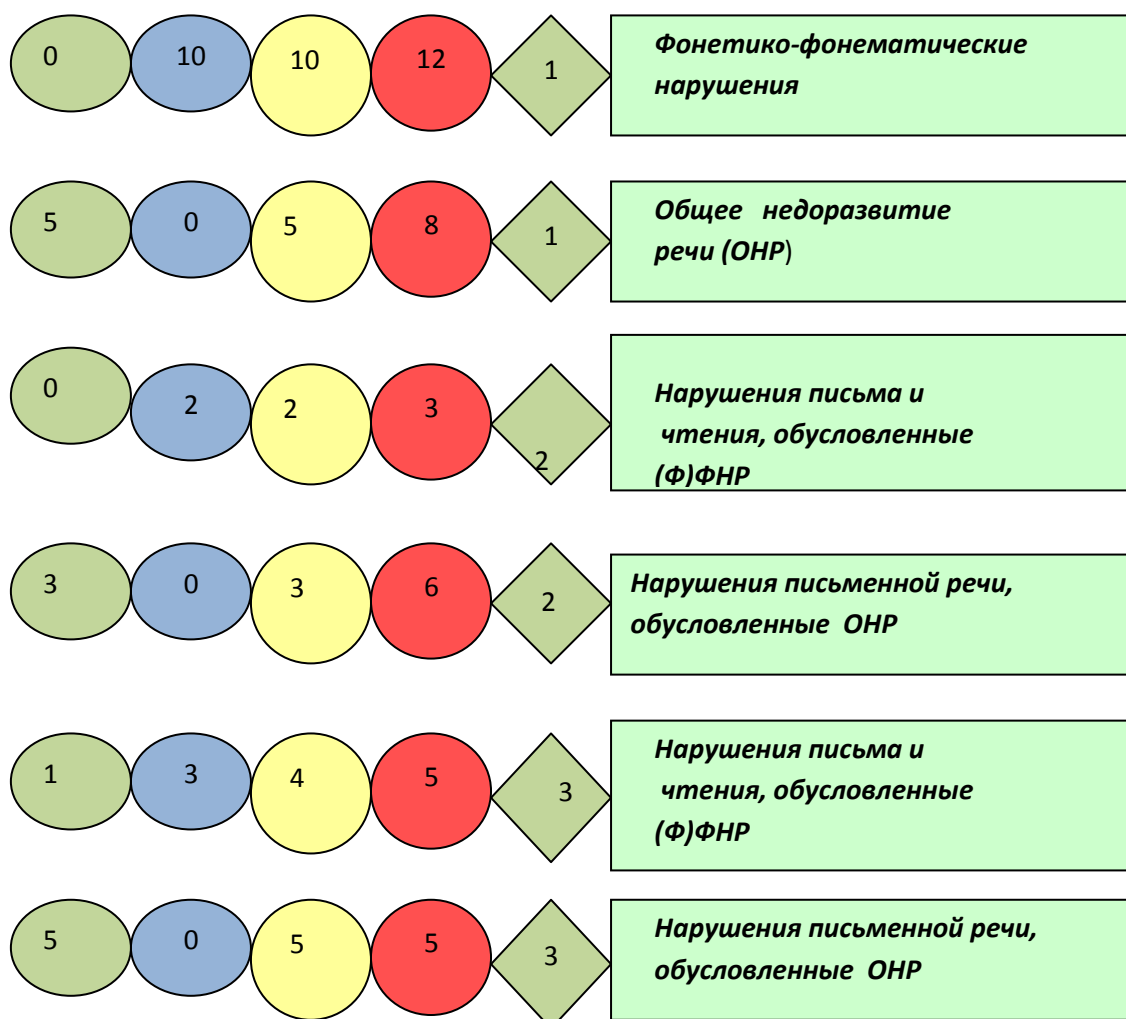 0 10 10 12 1 Фонетико-фонематические
нарушения
5 0 5 8 1 Общее недоразвитие
речи (ОНР)
0 2 2 3 2 Нарушения письма и
чтения, обусловленные
(Ф)ФНР
3 0 3 6 2 Нарушения письменной речи,
обусловленные ОНР
1 3 4 5 3 Нарушения письма и
чтения, обусловленные
(Ф)ФНР
5 0 5 5 3 Нарушения письменной речи,
обусловленные ОНР